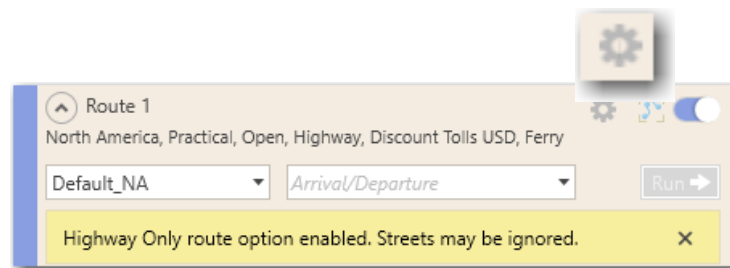 Route 1
North America, Practical, Open, Highway, Discount Tolls USD, Ferry
Default_NA
Arrival/Departure
Run
Highway Only route option enabled. Streets may be ignored.